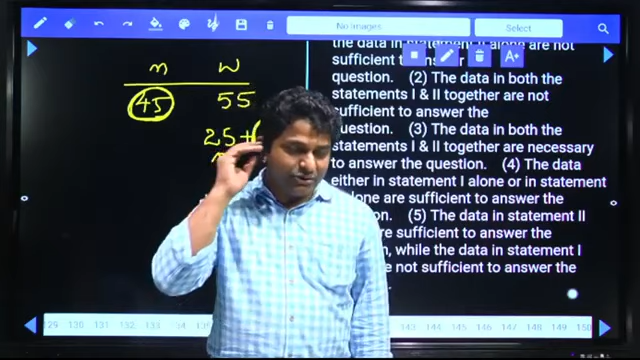 No images
Select
m w
45 55
25+
the data in statement II alone are not
sufficient to
question. (2) The data in both the
statements I & II together are not
sufficient to answer the
question. (3) The data in both the
statements I & II together are necessary
to answer the question. (4) The data
either in statement I alone or in statement
alone are sufficient to answer the
(5) The data in statement II
are sufficient to answer the
while the data in statement I
not sufficient to answer the
129 130 131 132 133 134 143 144 145 146 147 148 149 150